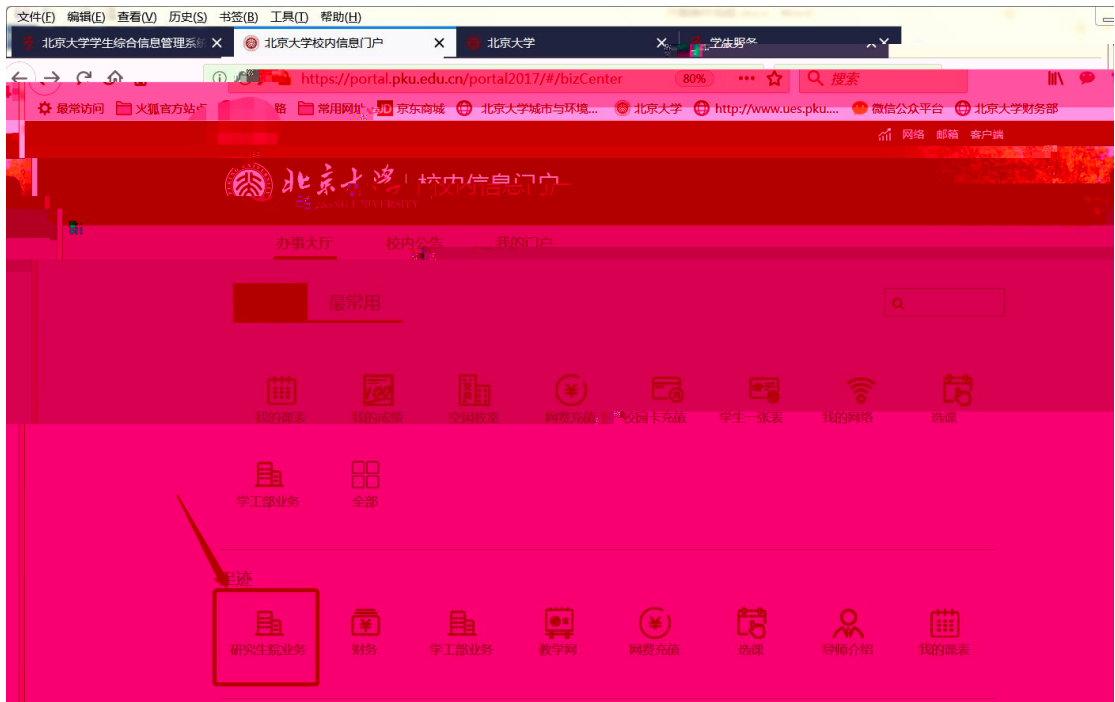 文件(F) 编辑(E) 查看(V) 历史(S) 书签(B) 工具(T) 帮助(H)
北京大学学生综合信息管理系统 北京大学校内信息门户 北京大学
https://portal.pku.edu.cn/portal2017/#/bizCenter 80% 搜索
最常访问 火狐官方站点 常用网址 JD 京东商城 北京大学城市与环境... 北京大学 http://www.ues.pku.... 微信公众平台 北京大学财务部
网络 邮箱 客户端
北京大学 校内信息门户
办事大厅 校内公告 我的门户
最常用
我的课表 我的成绩 空闲教室 网费充值 校园卡充值 学生一张表 我的网络 选课
学工部业务 全部
足迹
研究生院业务 财务 学工部业务 教学网 网费充值 选课 导师介绍 我的课表